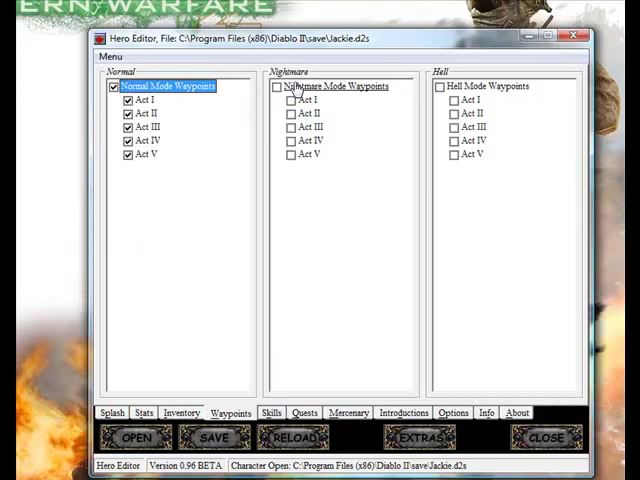 ERN WARFARE
Hero Editor, File: C:\Program Files (x86)\Diablo II\save\Jackie.d2s
Menu
Normal
Nightmare
Hell
Normal Mode Waypoints
Act I
Act II
Act III
Act IV
Act V
Nightmare Mode Waypoints
Act I
Act II
Act III
Act IV
Act V
Hell Mode Waypoints
Act I
Act II
Act III
Act IV
Act V
Splash Stats Inventory Waypoints Skills Quests Mercenary Introductions Options Info About
OPEN SAVE RELOAD EXTRAS CLOSE
Hero Editor Version 0.96 BETA Character Open: C:\Program Files (x86)\Diablo II\save\Jackie.d2s